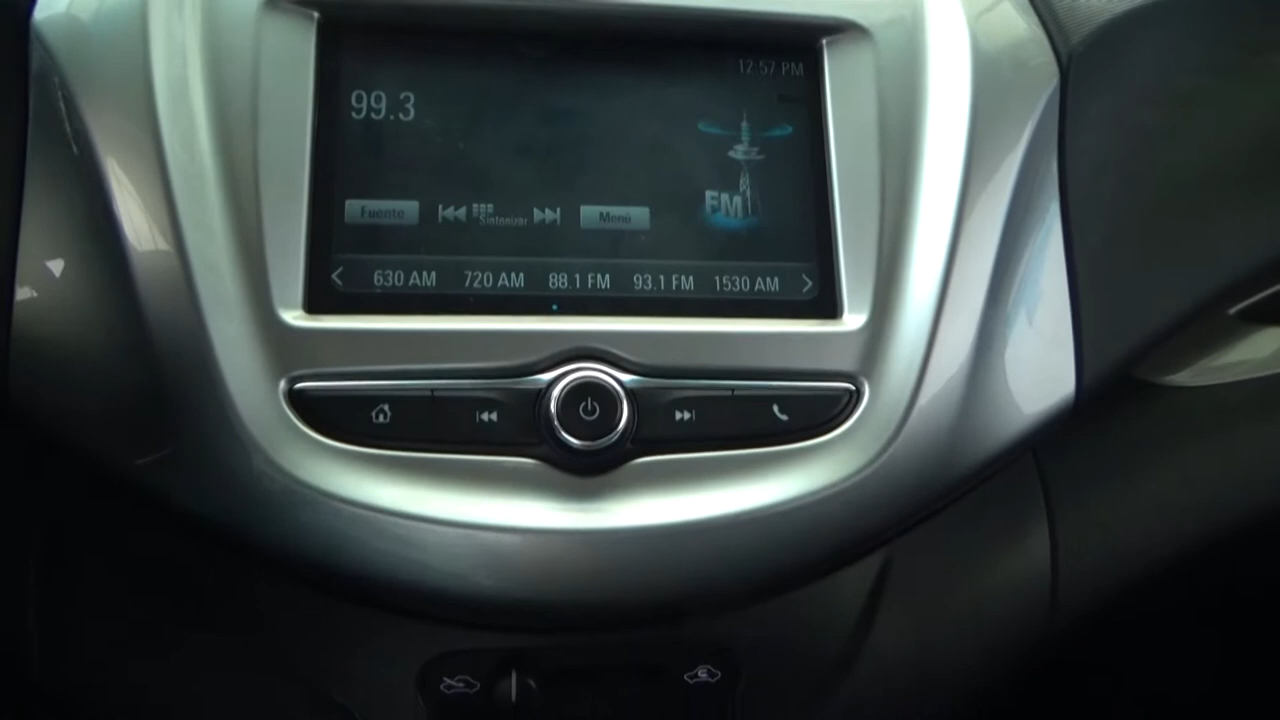 12:57 PM
99.3
FM
Fuente
Sintonizar
Menú
630 AM 720 AM 88.1 FM 93.1 FM 1530 AM